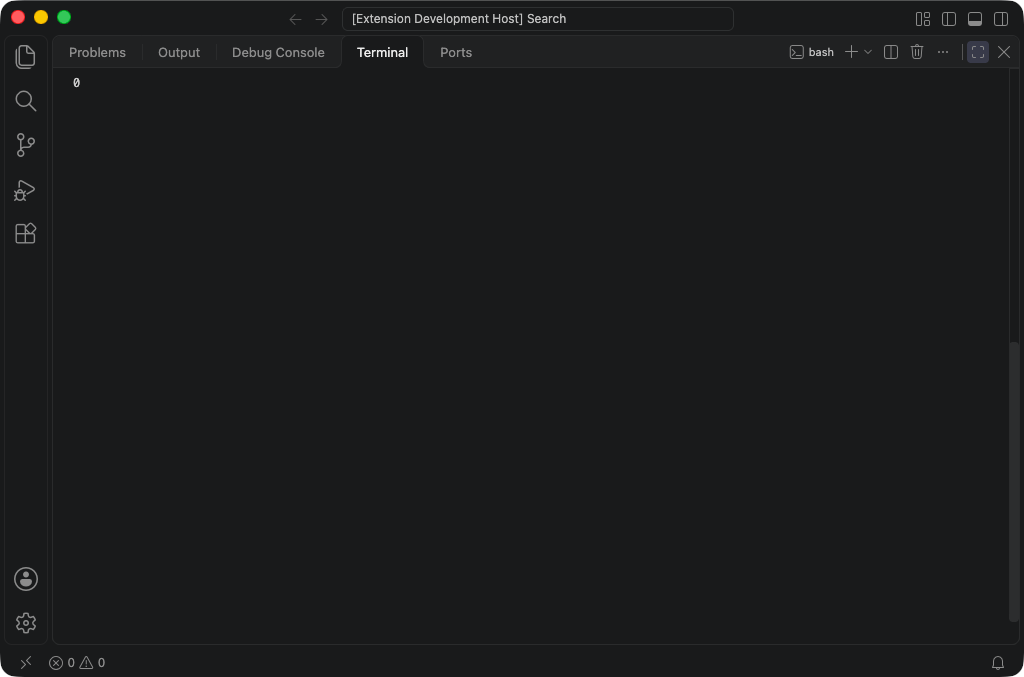 [Extension Development Host] Search
Problems Output Debug Console Terminal Ports bash
0
0 0